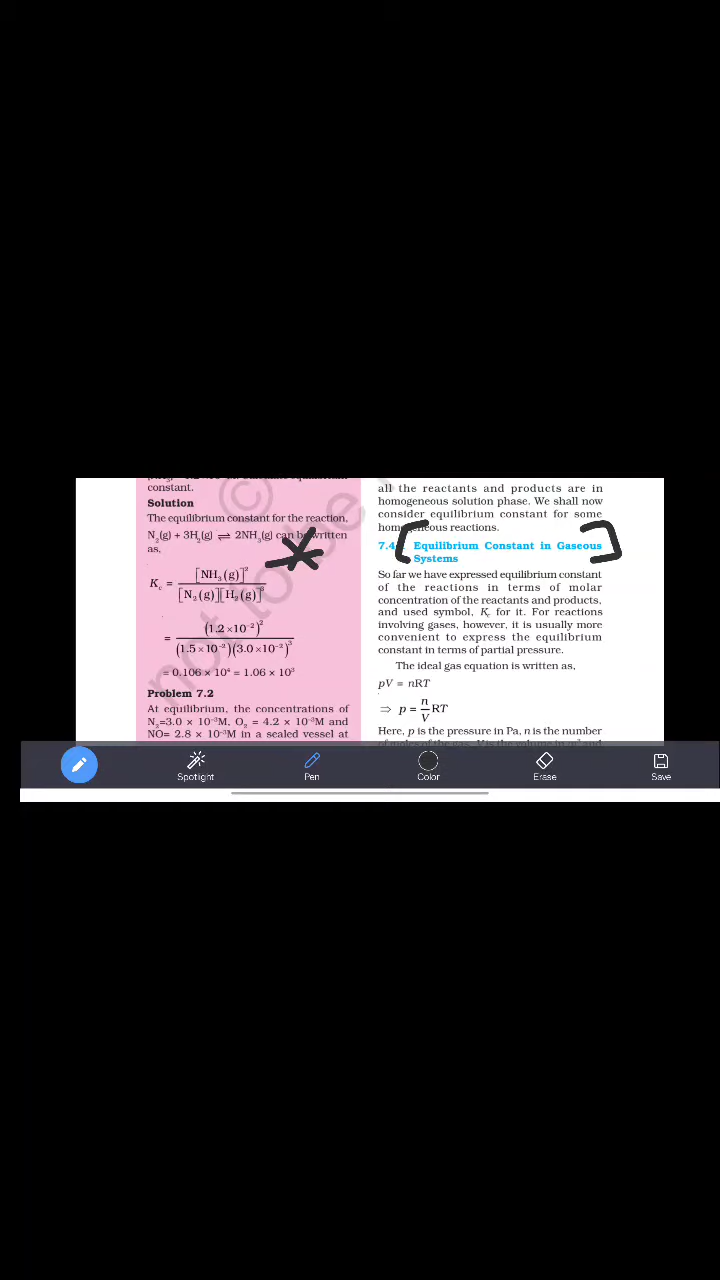 constant.
Solution
The equilibrium constant for the reaction,
N₂(g) + 3H₂(g) ⇌ 2NH₃(g) can be written
as,
K_c = [NH₃(g)]² / [N₂(g)][H₂(g)]³
= (1.2 ×10⁻²)² / (1.5 ×10⁻²)(3.0 ×10⁻²)³
= 0.106 × 10⁴ = 1.06 × 10³
Problem 7.2
At equilibrium, the concentrations of
N₂=3.0 × 10⁻³M, O₂ = 4.2 × 10⁻³M and
NO= 2.8 × 10⁻³M in a sealed vessel at
all the reactants and products are in
homogeneous solution phase. We shall now
consider equilibrium constant for some
homogeneous reactions.
7.4 Equilibrium Constant in Gaseous
Systems
So far we have expressed equilibrium constant
of the reactions in terms of molar
concentration of the reactants and products,
and used symbol, K_c for it. For reactions
involving gases, however, it is usually more
convenient to express the equilibrium
constant in terms of partial pressure.
The ideal gas equation is written as,
pV = nRT
⇒ p = n/V RT
Here, p is the pressure in Pa, n is the number
© not to be
Spotlight
Pen
Color
Erase
Save